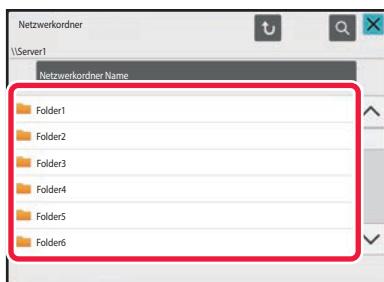 Netzwerkordner
\\Server1
Netzwerkordner Name
Folder1
Folder2
Folder3
Folder4
Folder5
Folder6